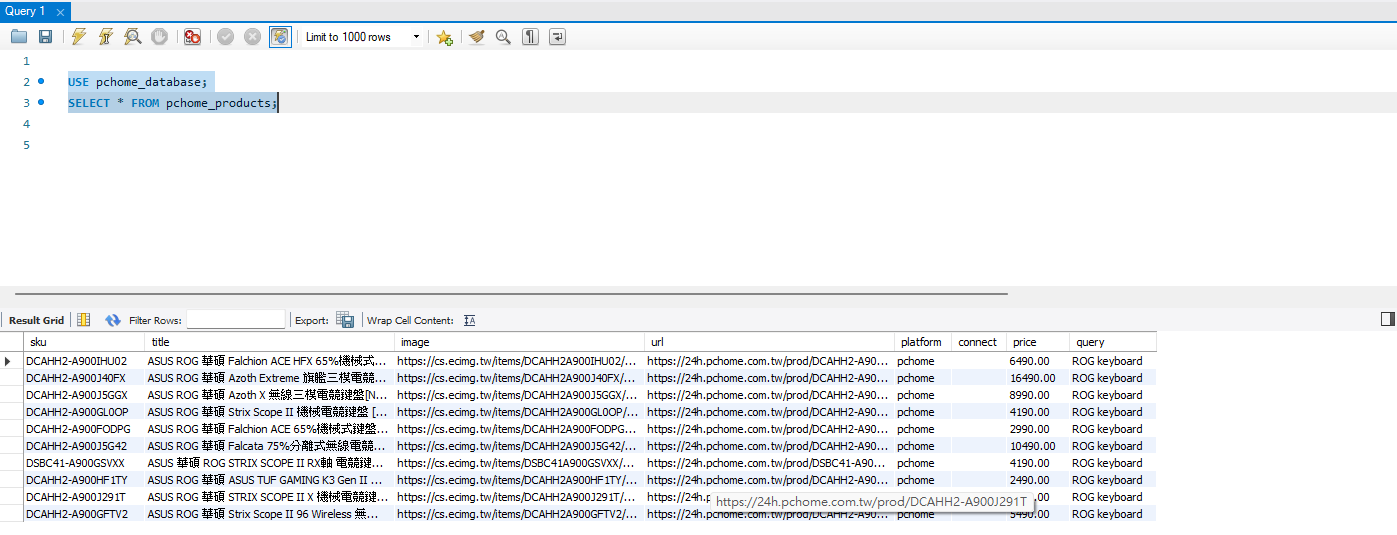 Query 1
Limit to 1000 rows
1
2 USE pchome_database;
3 SELECT * FROM pchome_products;
4
5
Result Grid Filter Rows: Export: Wrap Cell Content:
sku title image url platform connect price query
DCAHH2-A900IHU02 ASUS ROG 華碩 Falchion ACE HFX 65%機械式... https://cs.ecimg.tw/items/DCAHH2A900IHU02/... https://24h.pchome.com.tw/prod/DCAHH2-A90... pchome 6490.00 ROG keyboard
DCAHH2-A900J40FX ASUS ROG 華碩 Azoth Extreme 旗艦三模電競... https://cs.ecimg.tw/items/DCAHH2A900J40FX/... https://24h.pchome.com.tw/prod/DCAHH2-A90... pchome 16490.00 ROG keyboard
DCAHH2-A900J5GGX ASUS ROG 華碩 Azoth X 無線三模電競鍵盤[N... https://cs.ecimg.tw/items/DCAHH2A900J5GGX/... https://24h.pchome.com.tw/prod/DCAHH2-A90... pchome 8990.00 ROG keyboard
DCAHH2-A900GL0OP ASUS ROG 華碩 Strix Scope II 機械電競鍵盤 [... https://cs.ecimg.tw/items/DCAHH2A900GL0OP/... https://24h.pchome.com.tw/prod/DCAHH2-A90... pchome 4190.00 ROG keyboard
DCAHH2-A900FODPG ASUS ROG 華碩 Falchion ACE 65%機械式鍵盤... https://cs.ecimg.tw/items/DCAHH2A900FODPG... https://24h.pchome.com.tw/prod/DCAHH2-A90... pchome 2990.00 ROG keyboard
DCAHH2-A900J5G42 ASUS ROG 華碩 Falcata 75%分離式無線電競... https://cs.ecimg.tw/items/DCAHH2A900J5G42/... https://24h.pchome.com.tw/prod/DCAHH2-A90... pchome 10490.00 ROG keyboard
DSBC41-A900GSVXX ASUS 華碩 ROG STRIX SCOPE II RX軸 電競鍵... https://cs.ecimg.tw/items/DSBC41A900GSVXX/... https://24h.pchome.com.tw/prod/DSBC41-A90... pchome 4190.00 ROG keyboard
DCAHH2-A900HF1TY ASUS ROG 華碩 ASUS TUF GAMING K3 Gen II ... https://cs.ecimg.tw/items/DCAHH2A900HF1TY/... https://24h.pchome.com.tw/prod/DCAHH2-A90... pchome 2490.00 ROG keyboard
DCAHH2-A900J291T ASUS ROG 華碩 STRIX SCOPE II X 機械電競鍵... https://cs.ecimg.tw/items/DCAHH2A900J291T/... https://24h.p ROG keyboard
https://24h.pchome.com.tw/prod/DCAHH2-A900J291T
DCAHH2-A900GFTV2 ASUS ROG 華碩 Strix Scope II 96 Wireless 無... https://cs.ecimg.tw/items/DCAHH2A900GFTV2/... https://24h.pchome.com.tw/prod/DCAHH2-A90... pchome 5490.00 ROG keyboard